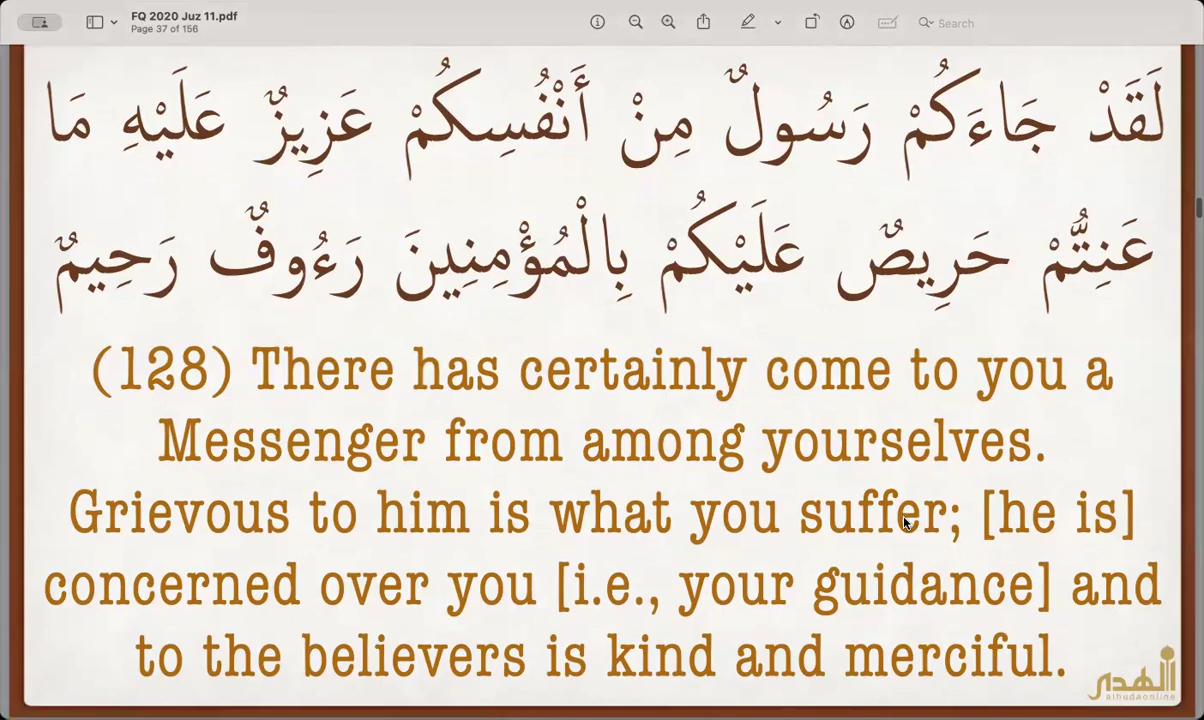 FQ 2020 Juz 11.pdf
Page 37 of 156
Search
لَقَدْ جَاءَكُمْ رَسُولٌ مِنْ أَنْفُسِكُمْ عَزِيزٌ عَلَيْهِ مَا
عَنِتُّمْ حَرِيصٌ عَلَيْكُمْ بِالْمُؤْمِنِينَ رَءُوفٌ رَحِيمٌ
(128) There has certainly come to you a
Messenger from among yourselves.
Grievous to him is what you suffer; [he is]
concerned over you [i.e., your guidance] and
to the believers is kind and merciful.
الهدى
alhudaonline